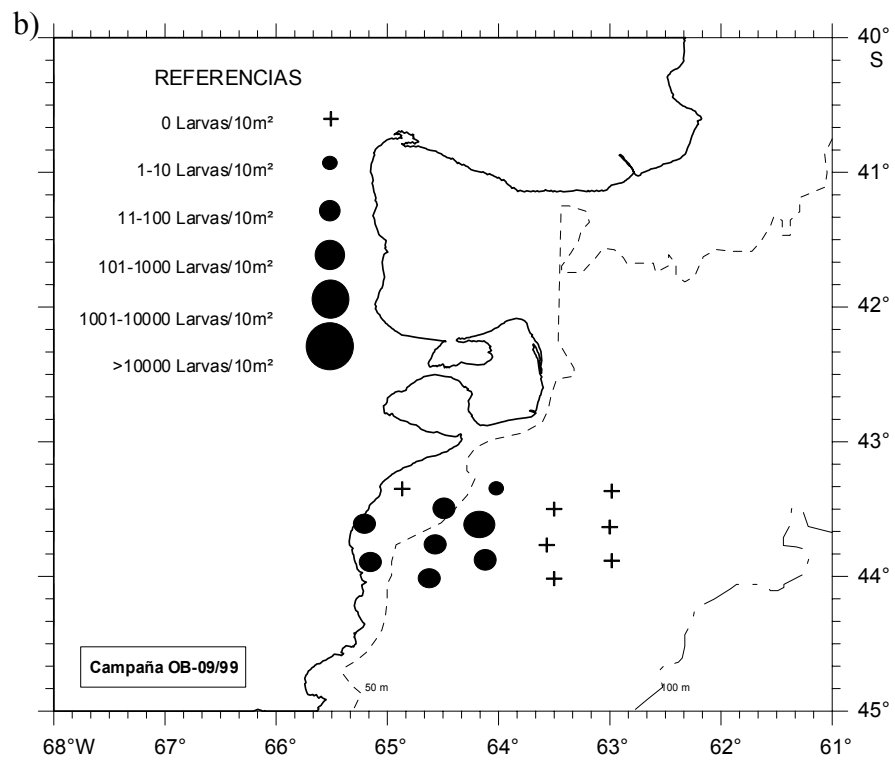 b)
40°
S
REFERENCIAS
0 Larvas/10m²
1-10 Larvas/10m²
11-100 Larvas/10m²
101-1000 Larvas/10m²
1001-10000 Larvas/10m²
>10000 Larvas/10m²
41°
42°
43°
44°
Campaña OB-09/99
50 m
100 m
45°
68°W
67°
66°
65°
64°
63°
62°
61°